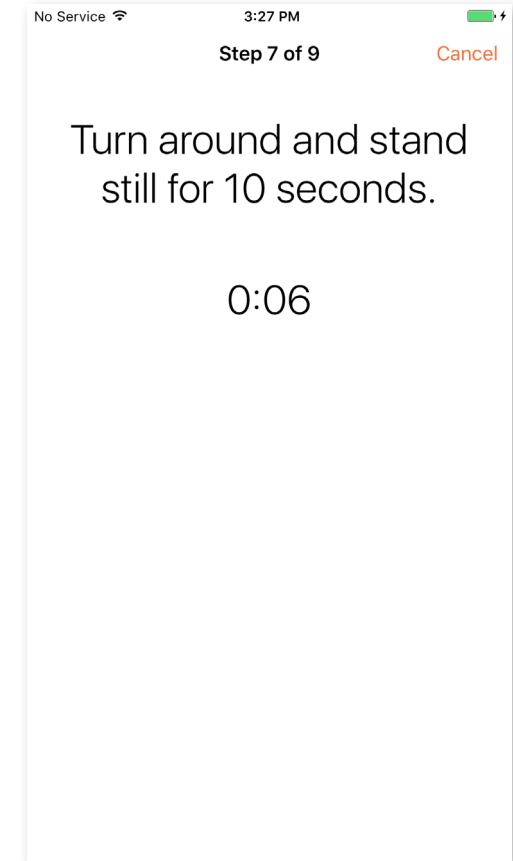 No Service 3:27 PM
Step 7 of 9 Cancel
Turn around and stand
still for 10 seconds.
0:06